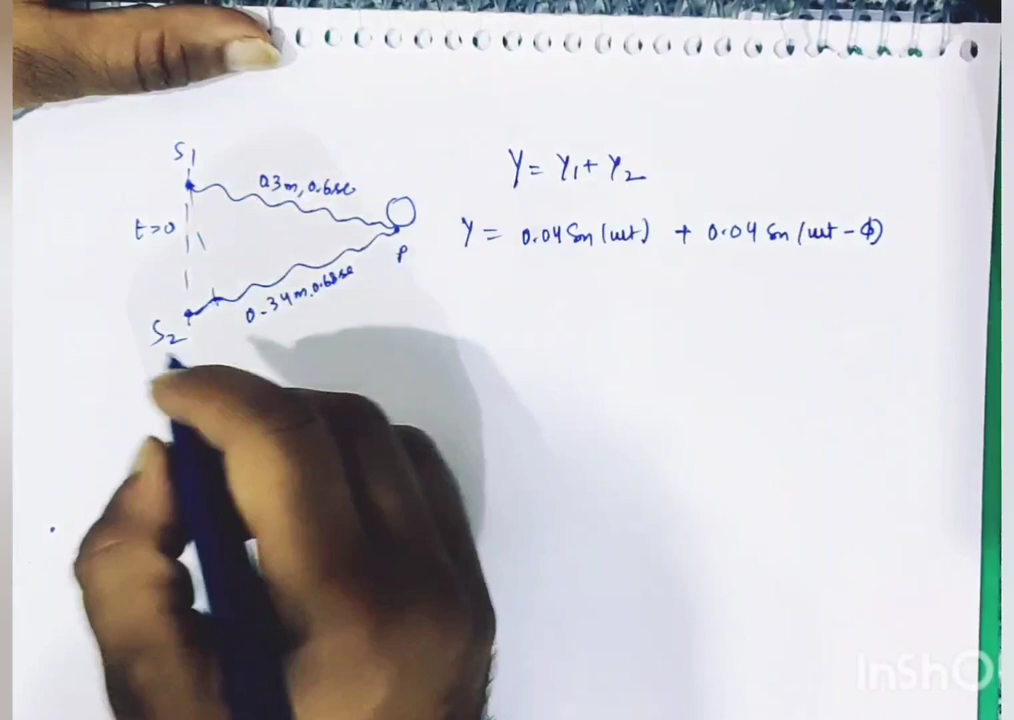 S1
0.3m, 0.6sec
t=0
P
0.34m, 0.68sec
S2
Y = Y1 + Y2
Y = 0.04 Sin (wt) + 0.04 Sin (wt - φ)
InShO